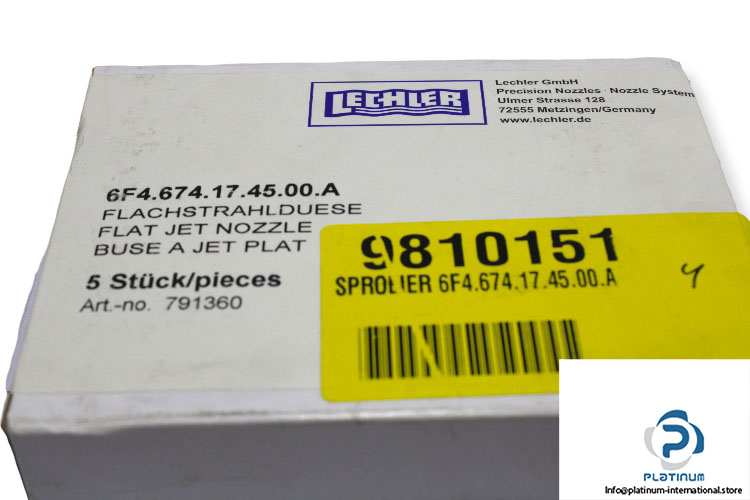 LECHLER
Lechler GmbH
Precision Nozzles · Nozzle System
Ulmer Strasse 128
72555 Metzingen/Germany
www.lechler.de
6F4.674.17.45.00.A
FLACHSTRAHLDUESE
FLAT JET NOZZLE
BUSE A JET PLAT
5 Stück/pieces
Art.-no. 791360
9810151
SPROEIER 6F4.674.17.45.00.A
4
PLATINUM
Info@platinum-international.store